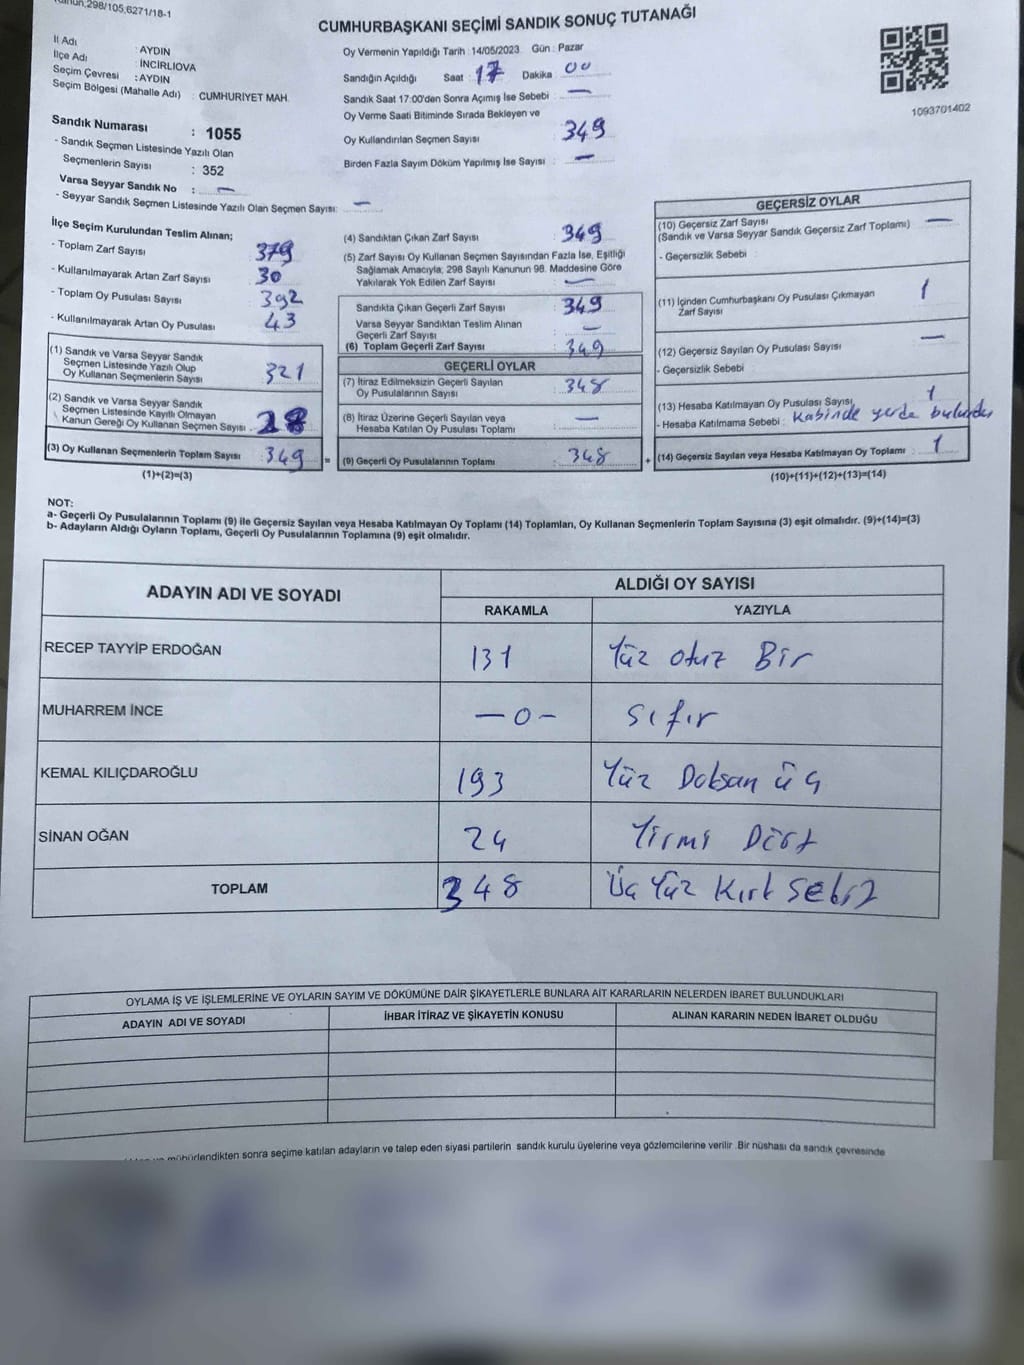 Kanun,298/105,6271/18-1
CUMHURBAŞKANI SEÇİMİ SANDIK SONUÇ TUTANAĞI
İl Adı : AYDIN
İlçe Adı : İNCİRLİOVA
Seçim Çevresi : AYDIN
Seçim Bölgesi (Mahalle Adı) : CUMHURİYET MAH.
Sandık Numarası : 1055
- Sandık Seçmen Listesinde Yazılı Olan
Seçmenlerin Sayısı : 352
Varsa Seyyar Sandık No : —
- Seyyar Sandık Seçmen Listesinde Yazılı Olan Seçmen Sayısı: —
Oy Vermenin Yapıldığı Tarih : 14/05/2023 Gün : Pazar
Sandığın Açıldığı Saat : 17 Dakika : 00
Sandık Saat 17:00'den Sonra Açımış İse Sebebi : —
Oy Verme Saati Bitiminde Sırada Bekleyen ve
Oy Kullandırılan Seçmen Sayısı : 349
Birden Fazla Sayım Döküm Yapılmış İse Sayısı : —
1093701402
İlçe Seçim Kurulundan Teslim Alınan;
- Toplam Zarf Sayısı 379
- Kullanılmayarak Artan Zarf Sayısı 30
- Toplam Oy Pusulası Sayısı 392
- Kullanılmayarak Artan Oy Pusulası 43
(1) Sandık ve Varsa Seyyar Sandık
Seçmen Listesinde Yazılı Olup
Oy Kullanan Seçmenlerin Sayısı 321
(2) Sandık ve Varsa Seyyar Sandık
Seçmen Listesinde Kayıtlı Olmayan
Kanun Gereği Oy Kullanan Seçmen Sayısı : 28
(3) Oy Kullanan Seçmenlerin Toplam Sayısı 349 =
(1)+(2)=(3)
(4) Sandıktan Çıkan Zarf Sayısı 349
(5) Zarf Sayısı Oy Kullanan Seçmen Sayısından Fazla İse, Eşitliği
Sağlamak Amacıyla; 298 Sayılı Kanunun 98. Maddesine Göre
Yakılarak Yok Edilen Zarf Sayısı : —
Sandıkta Çıkan Geçerli Zarf Sayısı : 349
Varsa Seyyar Sandıktan Teslim Alınan
Geçerli Zarf Sayısı : —
(6) Toplam Geçerli Zarf Sayısı : 349
GEÇERLİ OYLAR
(7) İtiraz Edilmeksizin Geçerli Sayılan
Oy Pusulasının Sayısı : 348
(8) İtiraz Üzerine Geçerli Sayılan veya
Hesaba Katılan Oy Pusulası Toplamı : —
(9) Geçerli Oy Pusulalarının Toplamı : 348 +
GEÇERSİZ OYLAR
(10) Geçersiz Zarf Sayısı
(Sandık ve Varsa Seyyar Sandık Geçersiz Zarf Toplamı) : —
- Geçersizlik Sebebi :
(11) İçinden Cumhurbaşkanı Oy Pusulası Çıkmayan
Zarf Sayısı 1
(12) Geçersiz Sayılan Oy Pusulası Sayısı : —
- Geçersizlik Sebebi
(13) Hesaba Katılmayan Oy Pusulası Sayısı 1
- Hesaba Katılmama Sebebi : Kabinde yerde bulundu
(14) Geçersiz Sayılan veya Hesaba Katılmayan Oy Toplamı : 1
(10)+(11)+(12)+(13)=(14)
NOT:
a- Geçerli Oy Pusulalarının Toplamı (9) ile Geçersiz Sayılan veya Hesaba Katılmayan Oy Toplamı (14) Toplamları, Oy Kullanan Seçmenlerin Toplam Sayısına (3) eşit olmalıdır. (9)+(14)=(3)
b- Adayların Aldığı Oyların Toplamı, Geçerli Oy Pusulalarının Toplamına (9) eşit olmalıdır.
ADAYIN ADI VE SOYADI ALDIĞI OY SAYISI
RAKAMLA YAZIYLA
RECEP TAYYİP ERDOĞAN 131 Yüz otuz Bir
MUHARREM İNCE — 0 — Sıfır
KEMAL KILIÇDAROĞLU 193 Yüz Doksan üç
SİNAN OĞAN 24 Yirmi Dört
TOPLAM 348 Üç Yüz Kırk Sekiz
OYLAMA İŞ VE İŞLEMLERİNE VE OYLARIN SAYIM VE DÖKÜMÜNE DAİR ŞİKAYETLERLE BUNLARA AİT KARARLARIN NELERDEN İBARET BULUNDUKLARI
ADAYIN ADI VE SOYADI İHBAR İTİRAZ VE ŞİKAYETİN KONUSU ALINAN KARARIN NEDEN İBARET OLDUĞU
mühürlendikten sonra seçime katılan adayların ve talep eden siyasi partilerin sandık kurulu üyelerine veya gözlemcilerine verilir .Bir nüshası da sandık çevresinde